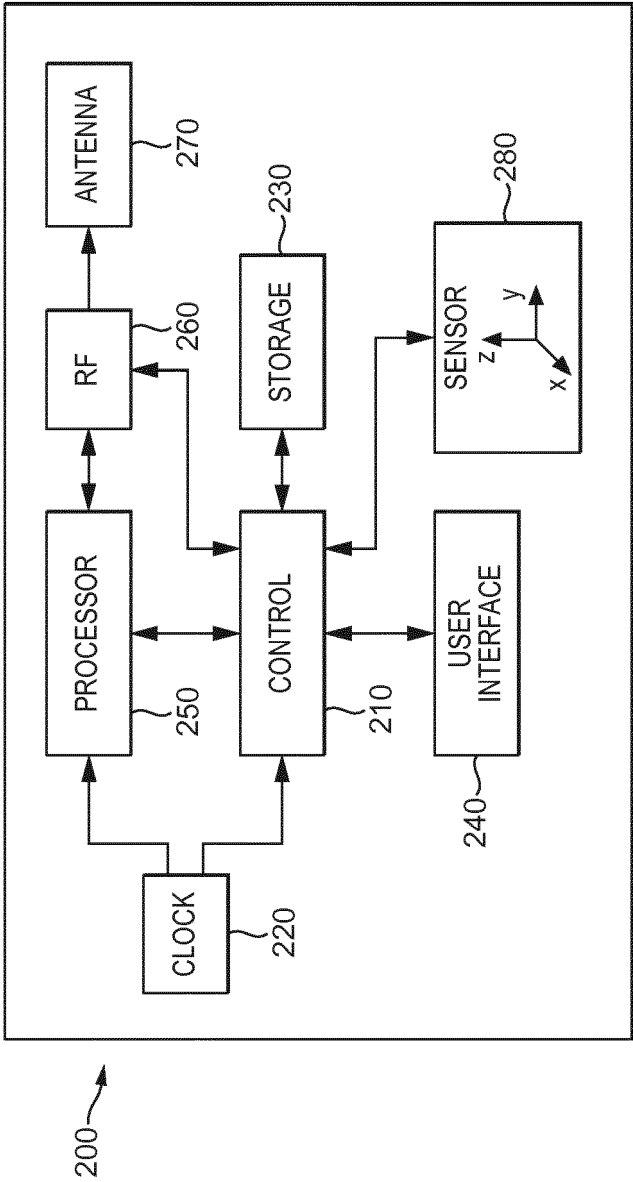 200
CLOCK
220
PROCESSOR
250
RF
260
ANTENNA
270
CONTROL
210
STORAGE
230
USER
INTERFACE
240
SENSOR
z
y
x
280